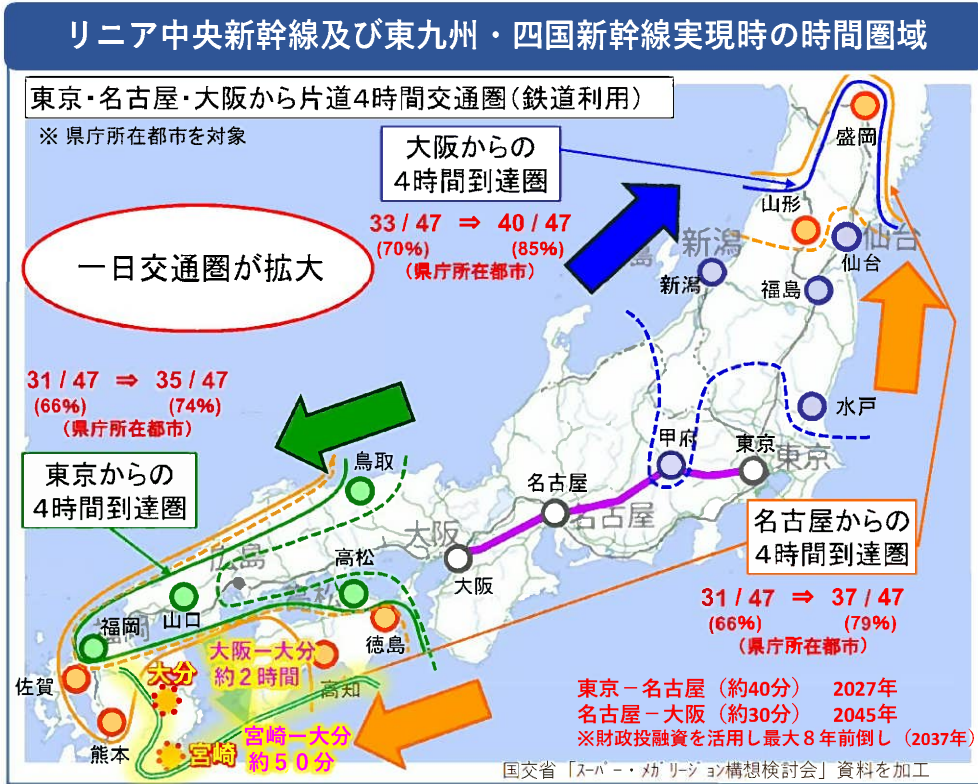 リニア中央新幹線及び東九州・四国新幹線実現時の時間圏域
東京・名古屋・大阪から片道4時間交通圏(鉄道利用)
※ 県庁所在都市を対象
大阪からの
4時間到達圏
33 / 47 ⇒ 40 / 47
(70%) (85%)
(県庁所在都市)
一日交通圏が拡大
盛岡
山形
仙台
仙台
新潟
新潟
福島
水戸
31 / 47 ⇒ 35 / 47
(66%) (74%)
(県庁所在都市)
東京からの
4時間到達圏
鳥取
甲府
東京
東京
名古屋
名古屋
大阪
大阪
広島
高松
高松
山口
福岡
福岡
徳島
名古屋からの
4時間到達圏
31 / 47 ⇒ 37 / 47
(66%) (79%)
(県庁所在都市)
佐賀
大分
大阪ー大分
約2時間
高知
熊本
宮崎
宮崎ー大分
約50分
東京－名古屋(約40分) 2027年
名古屋－大阪(約30分) 2045年
※財政投融資を活用し最大8年前倒し(2037年)
国交省「スーパー・メガリージョン構想検討会」資料を加工